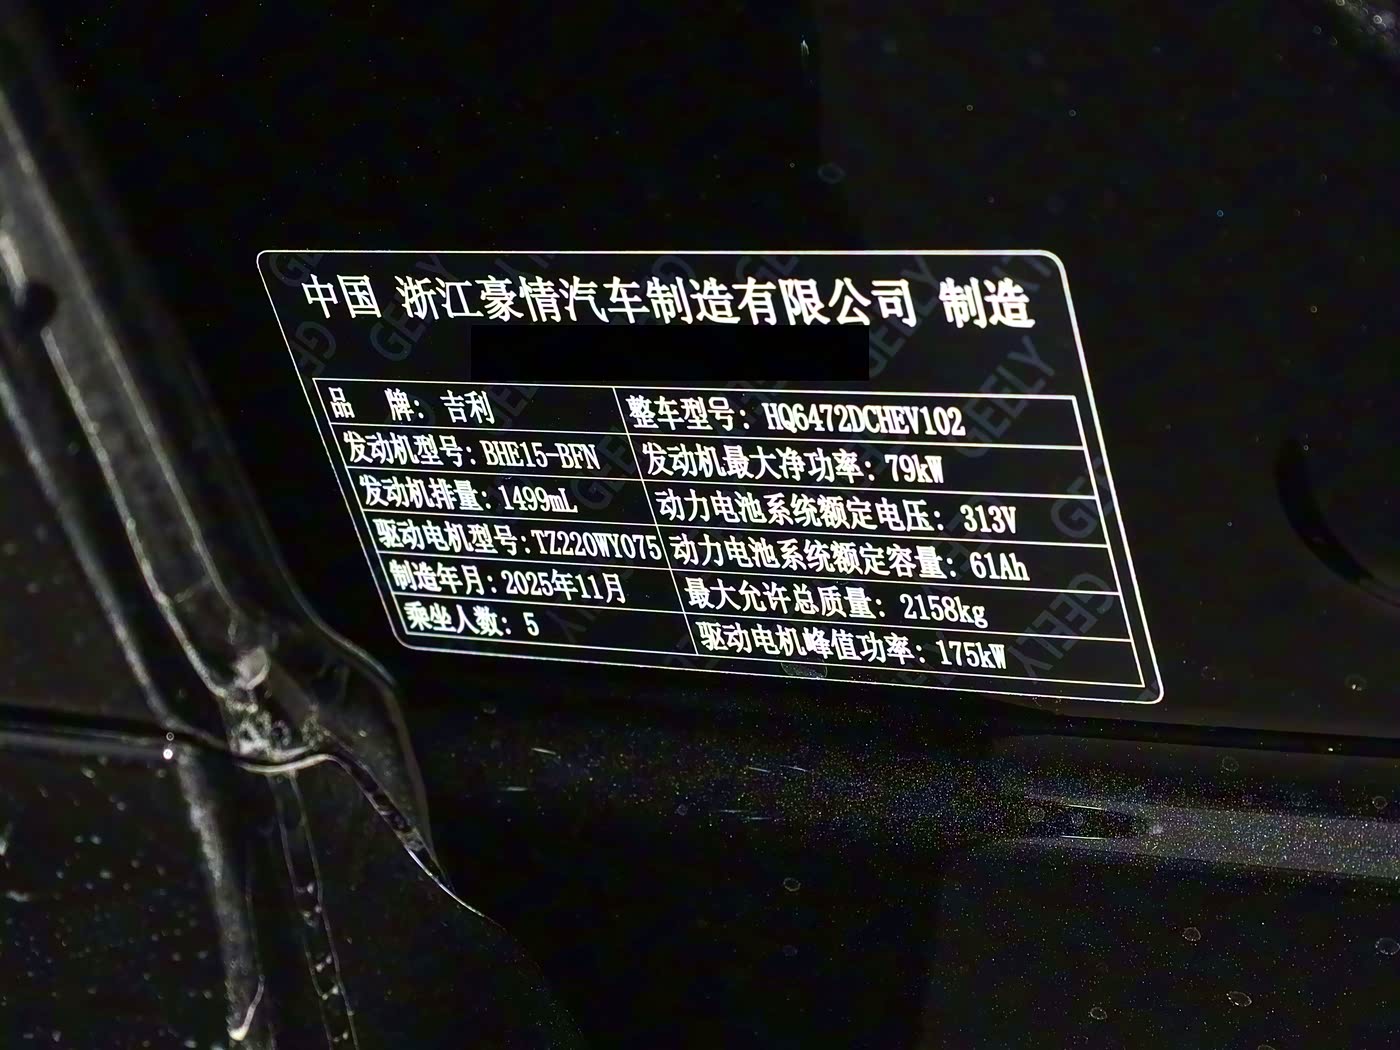 中国 浙江豪情汽车制造有限公司 制造
品 牌：吉利 整车型号：HQ6472DCHEV102
发动机型号：BHE15-BFN 发动机最大净功率：79kW
发动机排量：1499mL 动力电池系统额定电压：313V
驱动电机型号：TZ220WY075 动力电池系统额定容量：61Ah
制造年月：2025年11月 最大允许总质量：2158kg
乘坐人数：5 驱动电机峰值功率：175kW
GEELY